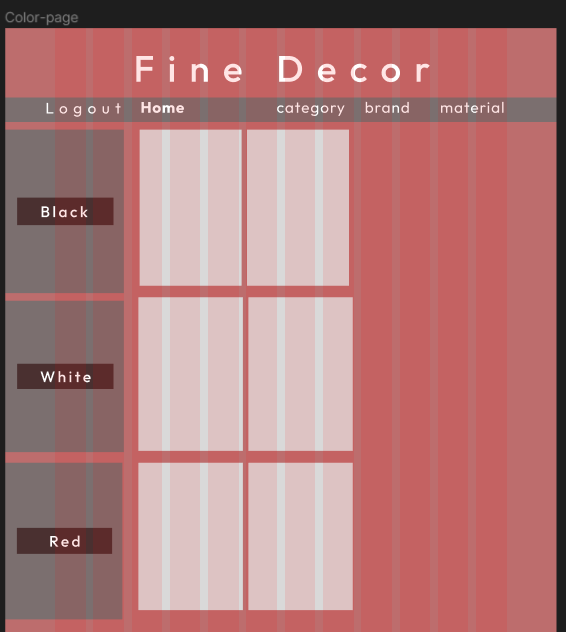 Color-page
Fine Decor
Logout Home category brand material
Black
White
Red